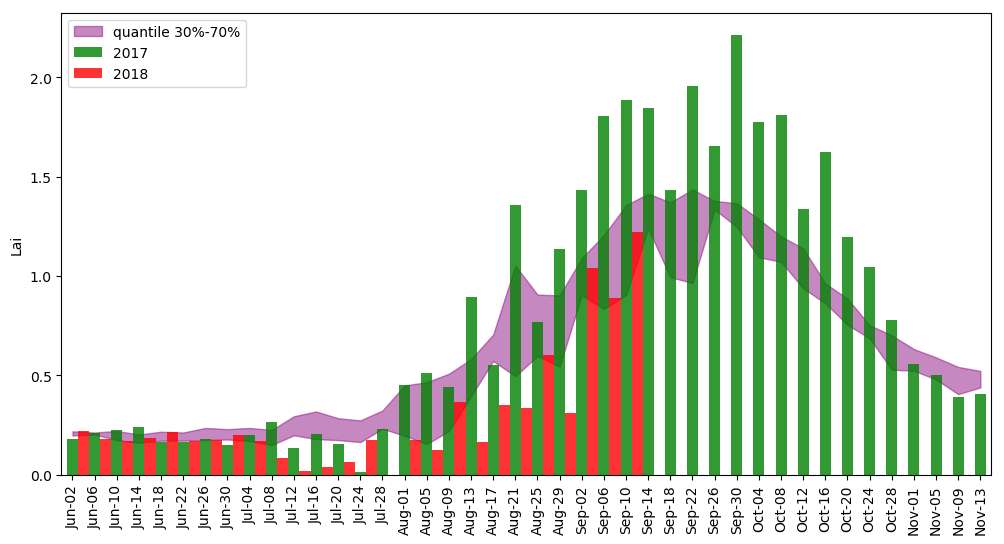 quantile 30%-70%
2017
2018
Lai
2.0
1.5
1.0
0.5
0.0
Jun-02
Jun-06
Jun-10
Jun-14
Jun-18
Jun-22
Jun-26
Jun-30
Jul-04
Jul-08
Jul-12
Jul-16
Jul-20
Jul-24
Jul-28
Aug-01
Aug-05
Aug-09
Aug-13
Aug-17
Aug-21
Aug-25
Aug-29
Sep-02
Sep-06
Sep-10
Sep-14
Sep-18
Sep-22
Sep-26
Sep-30
Oct-04
Oct-08
Oct-12
Oct-16
Oct-20
Oct-24
Oct-28
Nov-01
Nov-05
Nov-09
Nov-13